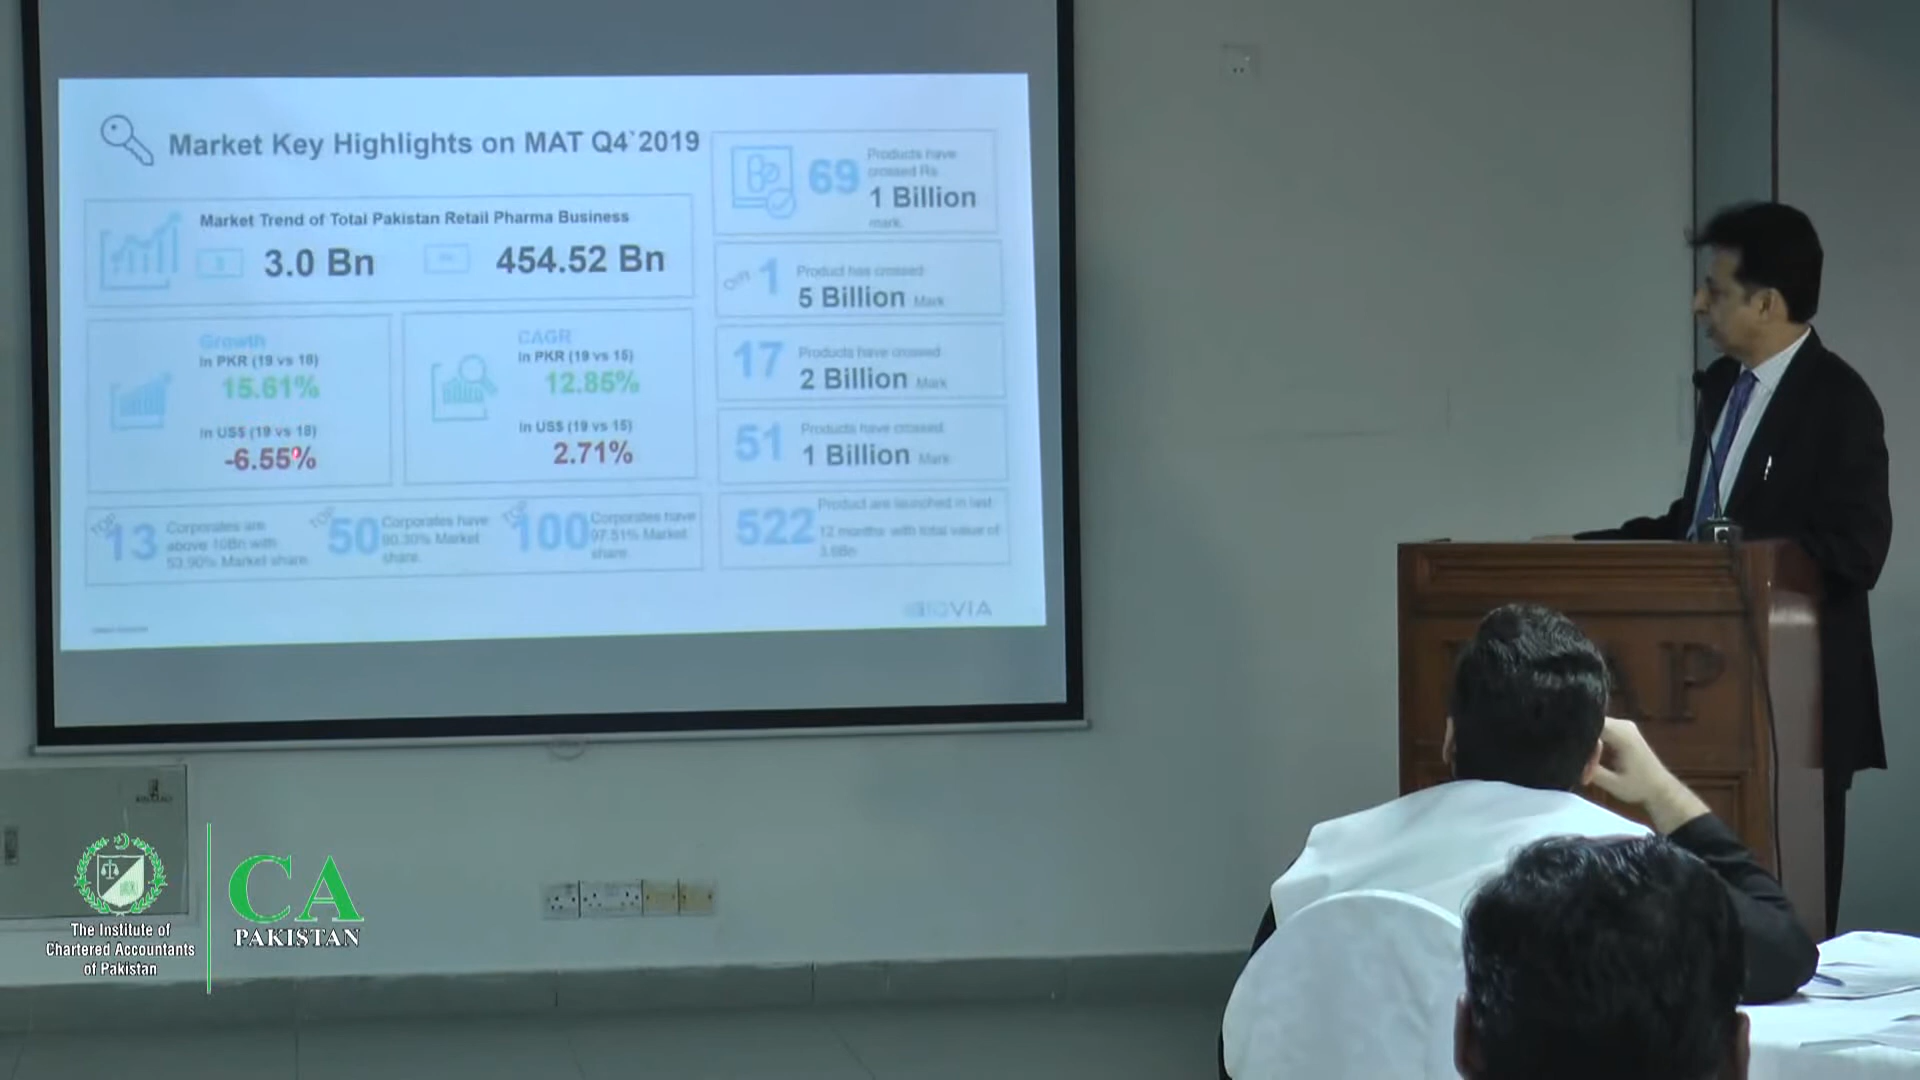 Market Key Highlights on MAT Q4`2019
Market Trend of Total Pakistan Retail Pharma Business
3.0 Bn
454.52 Bn
Growth
In PKR (19 vs 18)
15.61%
In US$ (19 vs 18)
-6.55%
CAGR
In PKR (19 vs 15)
12.85%
In US$ (19 vs 15)
2.71%
TOP
13
Corporates are
above 10Bn with
53.90% Market share.
TOP
50
Corporates have
90.30% Market
share.
TOP
100
Corporates have
97.51% Market
share.
69
Products have
crossed Rs.
1 Billion
mark.
1
Product has crossed
5 Billion Mark
17
Products have crossed
2 Billion Mark
51
Products have crossed
1 Billion Mark
522
Product are launched in last
12 months with total value of
IQVIA
AP
The Institute of
Chartered Accountants
of Pakistan
CA
PAKISTAN